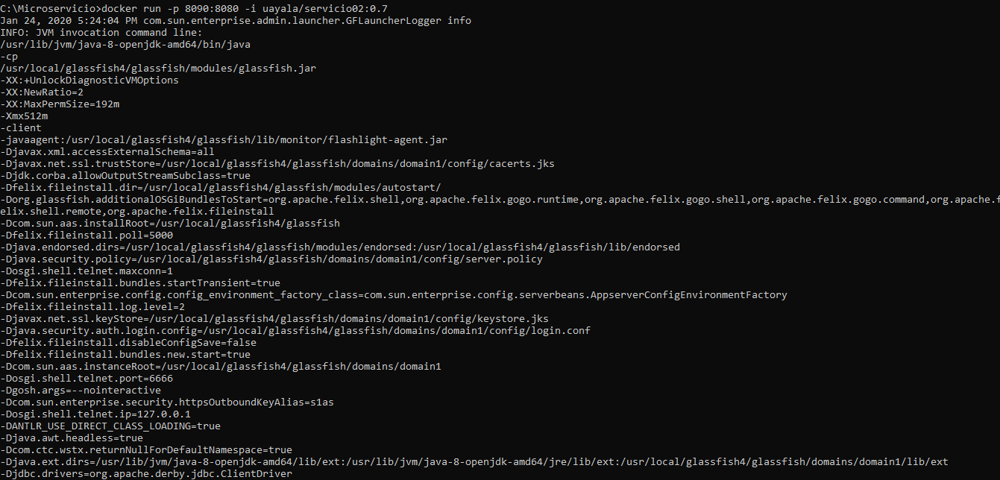 C:\Microservicio>docker run -p 8090:8080 -i uayala/servicio02:0.7
Jan 24, 2020 5:24:04 PM com.sun.enterprise.admin.launcher.GFLauncherLogger info
INFO: JVM invocation command line:
/usr/lib/jvm/java-8-openjdk-amd64/bin/java
-cp
/usr/local/glassfish4/glassfish/modules/glassfish.jar
-XX:+UnlockDiagnosticVMOptions
-XX:NewRatio=2
-XX:MaxPermSize=192m
-Xmx512m
-client
-javaagent:/usr/local/glassfish4/glassfish/lib/monitor/flashlight-agent.jar
-Djavax.xml.accessExternalSchema=all
-Djavax.net.ssl.trustStore=/usr/local/glassfish4/glassfish/domains/domain1/config/cacerts.jks
-Djdk.corba.allowOutputStreamSubclass=true
-Dfelix.fileinstall.dir=/usr/local/glassfish4/glassfish/modules/autostart/
-Dorg.glassfish.additionalOSGiBundlesToStart=org.apache.felix.shell,org.apache.felix.gogo.runtime,org.apache.felix.gogo.shell,org.apache.felix.gogo.command,org.apache.f
elix.shell.remote,org.apache.felix.fileinstall
-Dcom.sun.aas.installRoot=/usr/local/glassfish4/glassfish
-Dfelix.fileinstall.poll=5000
-Djava.endorsed.dirs=/usr/local/glassfish4/glassfish/modules/endorsed:/usr/local/glassfish4/glassfish/lib/endorsed
-Djava.security.policy=/usr/local/glassfish4/glassfish/domains/domain1/config/server.policy
-Dosgi.shell.telnet.maxconn=1
-Dfelix.fileinstall.bundles.startTransient=true
-Dcom.sun.enterprise.config.config_environment_factory_class=com.sun.enterprise.config.serverbeans.AppserverConfigEnvironmentFactory
-Dfelix.fileinstall.log.level=2
-Djavax.net.ssl.keyStore=/usr/local/glassfish4/glassfish/domains/domain1/config/keystore.jks
-Djava.security.auth.login.config=/usr/local/glassfish4/glassfish/domains/domain1/config/login.conf
-Dfelix.fileinstall.disableConfigSave=false
-Dfelix.fileinstall.bundles.new.start=true
-Dcom.sun.aas.instanceRoot=/usr/local/glassfish4/glassfish/domains/domain1
-Dosgi.shell.telnet.port=6666
-Dgosh.args=--nointeractive
-Dcom.sun.enterprise.security.httpsOutboundKeyAlias=s1as
-Dosgi.shell.telnet.ip=127.0.0.1
-DANTLR_USE_DIRECT_CLASS_LOADING=true
-Djava.awt.headless=true
-Dcom.ctc.wstx.returnNullForDefaultNamespace=true
-Djava.ext.dirs=/usr/lib/jvm/java-8-openjdk-amd64/lib/ext:/usr/lib/jvm/java-8-openjdk-amd64/jre/lib/ext:/usr/local/glassfish4/glassfish/domains/domain1/lib/ext
-Djdbc.drivers=org.apache.derby.jdbc.ClientDriver